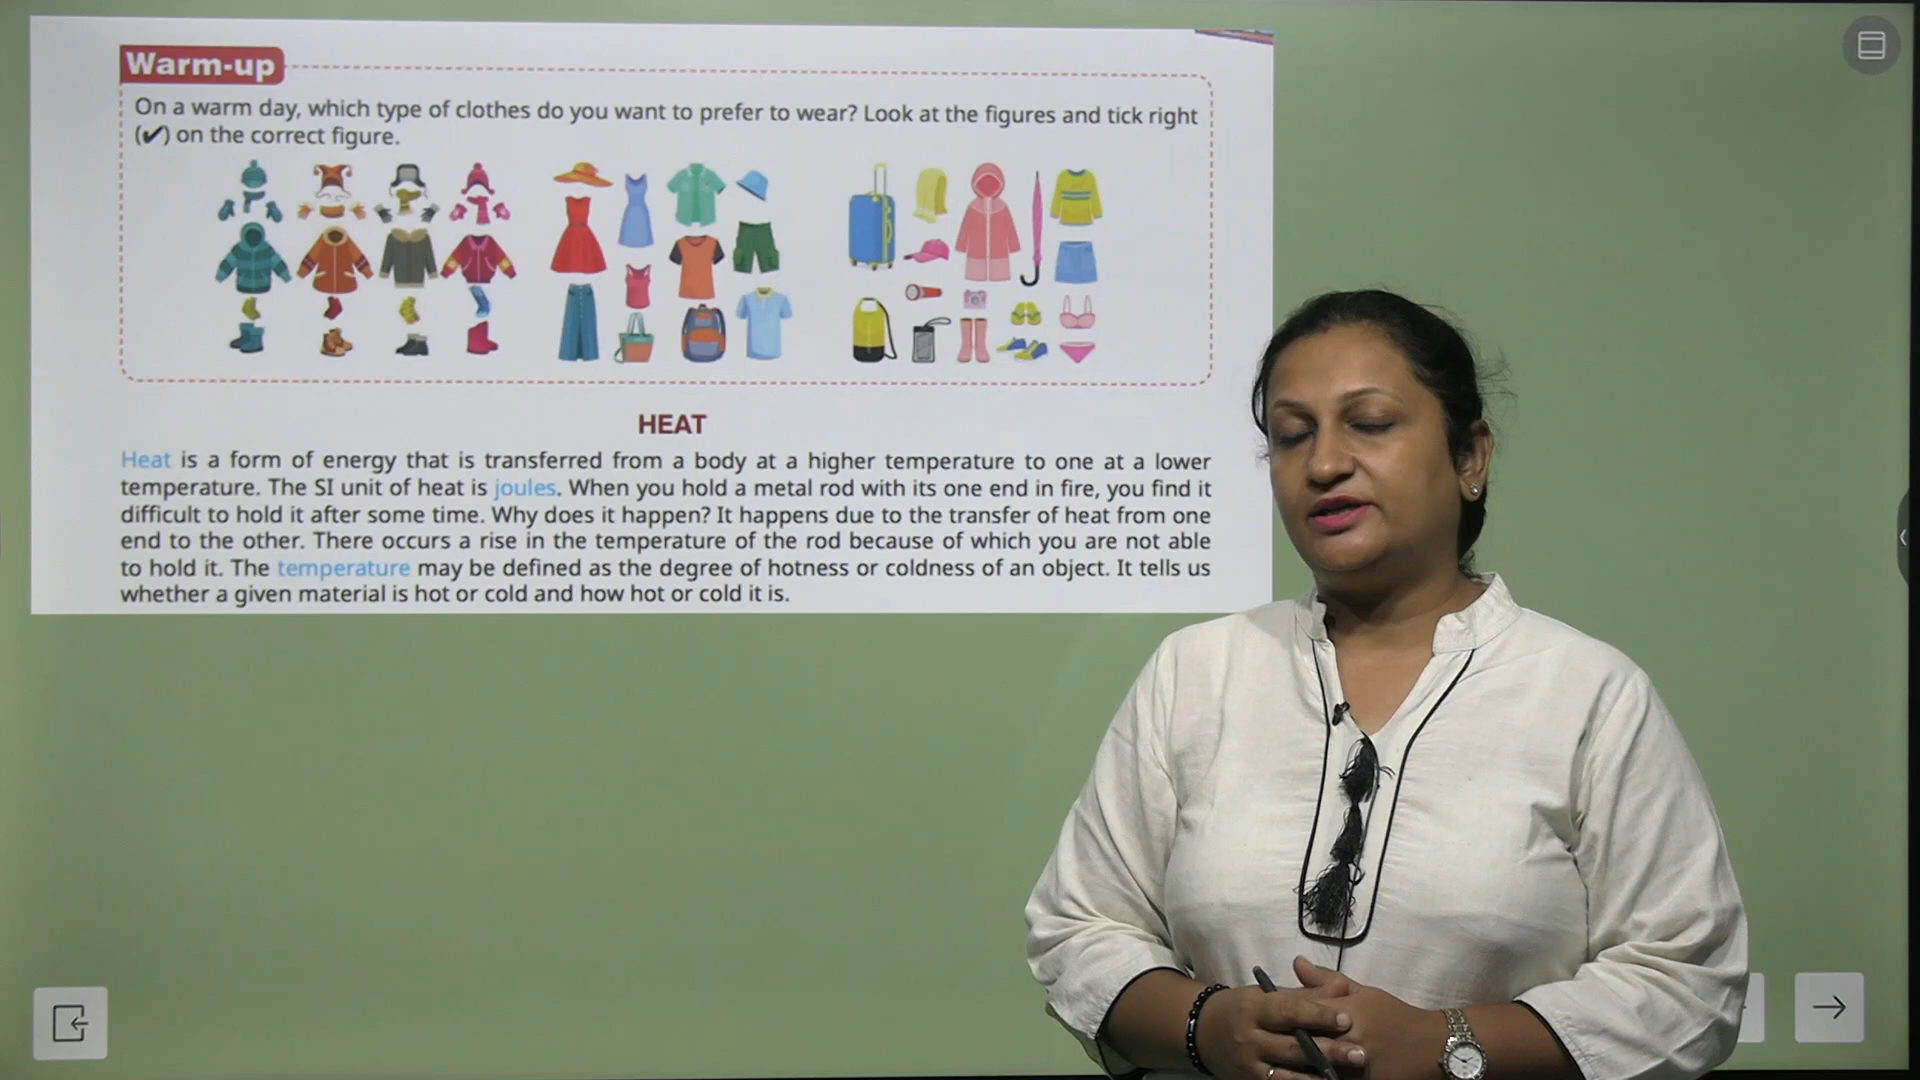 Warm-up
On a warm day, which type of clothes do you want to prefer to wear? Look at the figures and tick right
(✔) on the correct figure.
HEAT
Heat is a form of energy that is transferred from a body at a higher temperature to one at a lower
temperature. The SI unit of heat is joules. When you hold a metal rod with its one end in fire, you find it
difficult to hold it after some time. Why does it happen? It happens due to the transfer of heat from one
end to the other. There occurs a rise in the temperature of the rod because of which you are not able
to hold it. The temperature may be defined as the degree of hotness or coldness of an object. It tells us
whether a given material is hot or cold and how hot or cold it is.